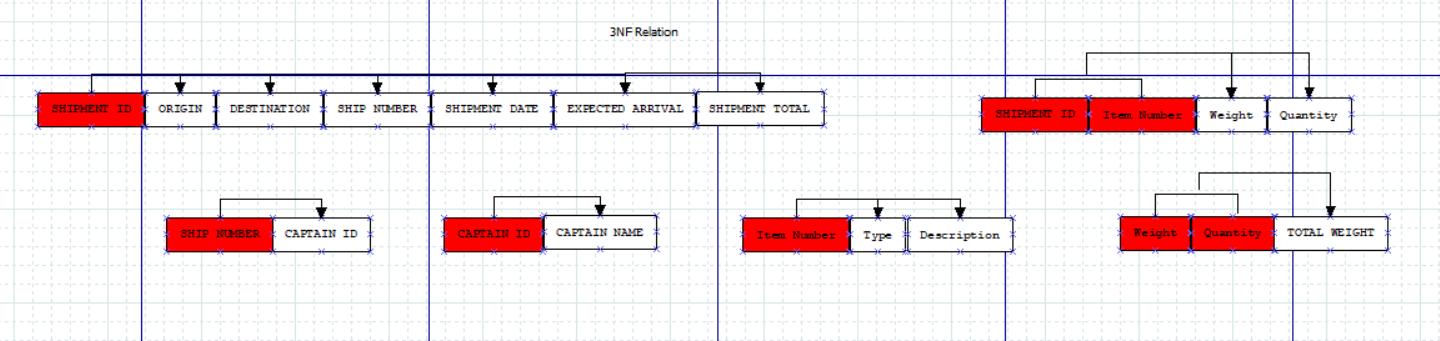 3NF Relation
SHIPMENT ID ORIGIN DESTINATION SHIP NUMBER SHIPMENT DATE EXPECTED ARRIVAL SHIPMENT TOTAL
SHIPMENT ID Item Number Weight Quantity
SHIP NUMBER CAPTAIN ID
CAPTAIN ID CAPTAIN NAME
Item Number Type Description
Weight Quantity TOTAL WEIGHT